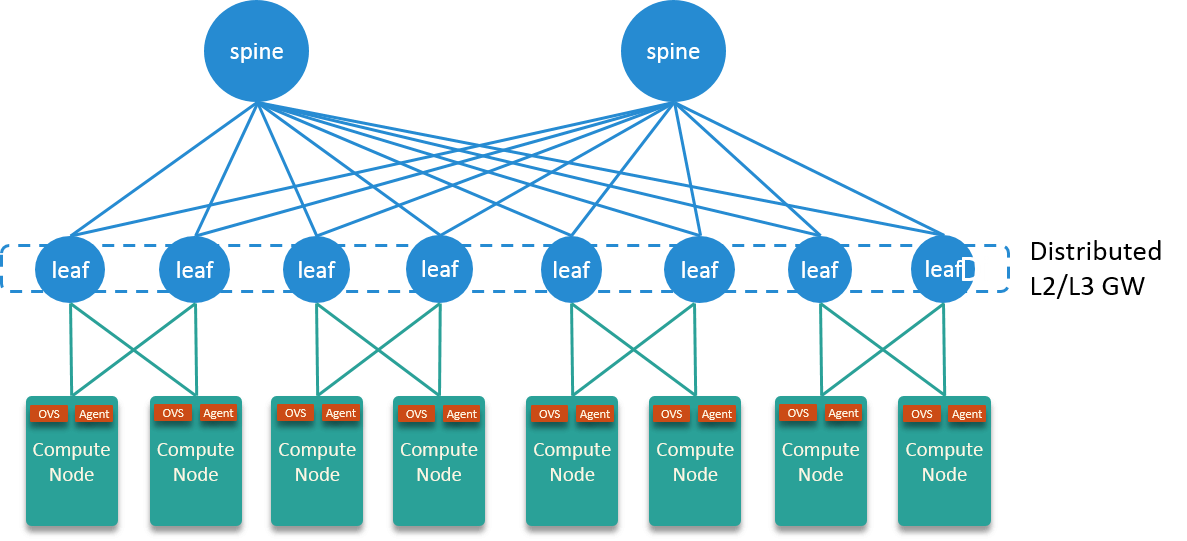 spine
spine
leaf
leaf
leaf
leaf
leaf
leaf
leaf
leaf
D
Distributed
L2/L3 GW
OVS Agent
Compute
Node
OVS Agent
Compute
Node
OVS Agent
Compute
Node
OVS Agent
Compute
Node
OVS Agent
Compute
Node
OVS Agent
Compute
Node
OVS Agent
Compute
Node
OVS Agent
Compute
Node